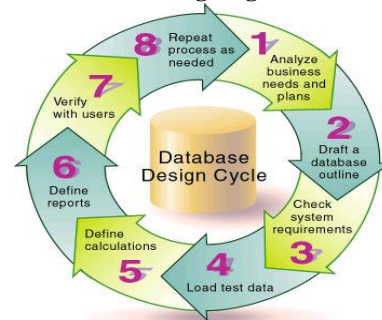 Database
Design Cycle
1
Analyze
business
needs and
plans
2
Draft a
database
outline
Check
system
requirements
3
4
Load test data
Define
calculations
5
6
Define
reports
7
Verify
with users
8
Repeat
process as
needed